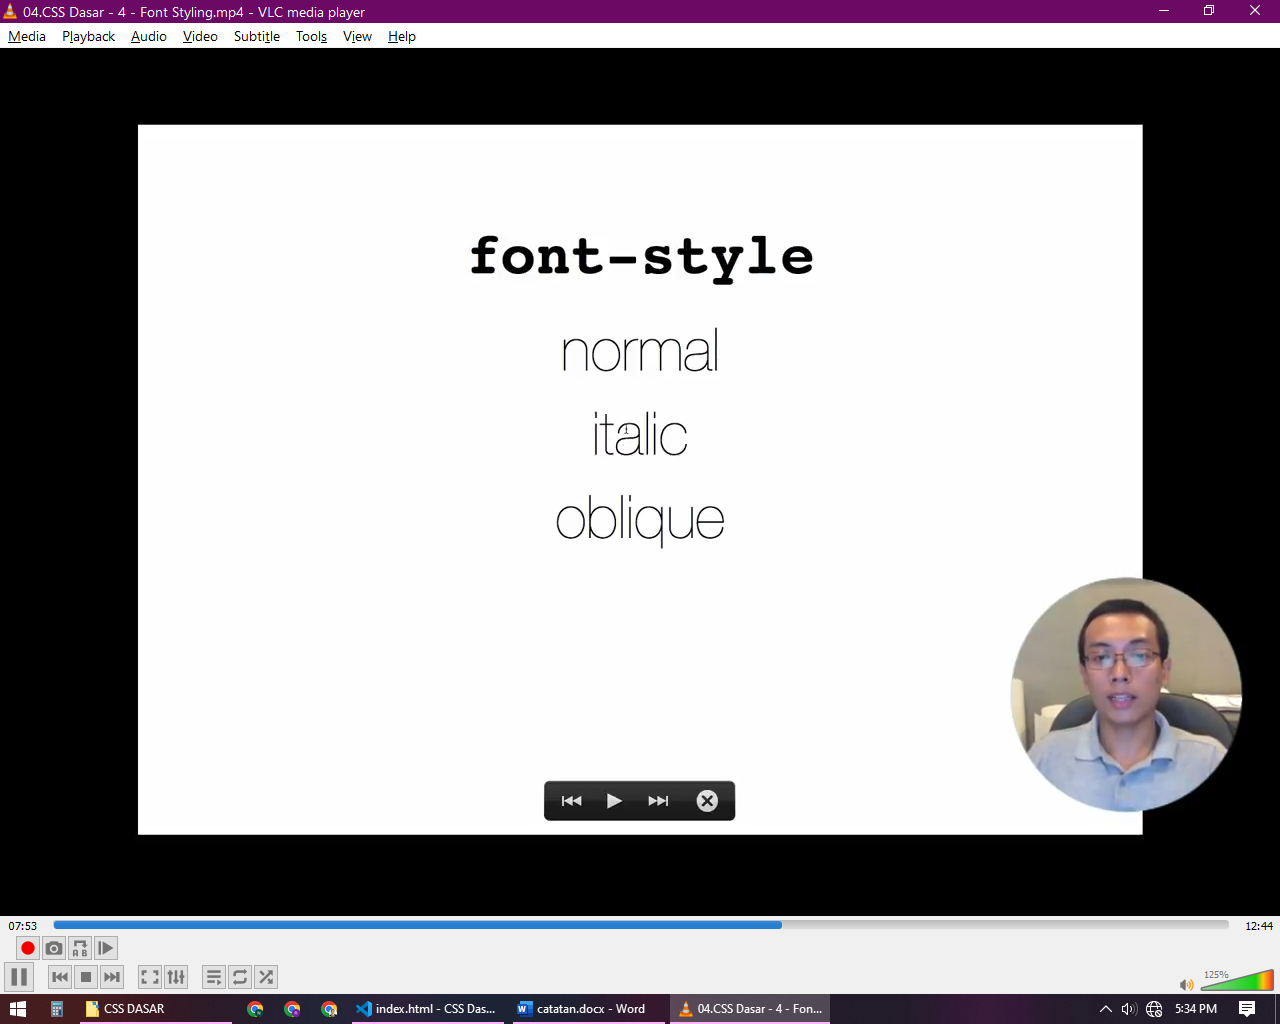 04.CSS Dasar - 4 - Font Styling.mp4 - VLC media player
Media Playback Audio Video Subtitle Tools View Help
font-style
normal
italic
oblique
07:53
12:44
A B
125%
CSS DASAR
index.html - CSS Das...
catatan.docx - Word
04.CSS Dasar - 4 - Fon...
5:34 PM